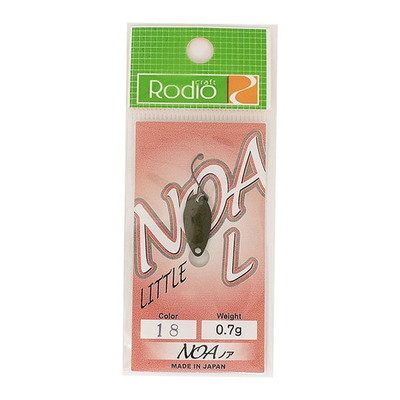 Rodio craft
NOA L
LITTLE
Color Weight
18 0.7g
NOA ノア
MADE IN JAPAN